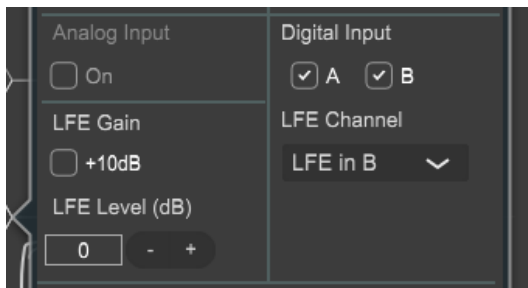 Analog Input
On
LFE Gain
+10dB
LFE Level (dB)
0 - +
Digital Input
A B
LFE Channel
LFE in B